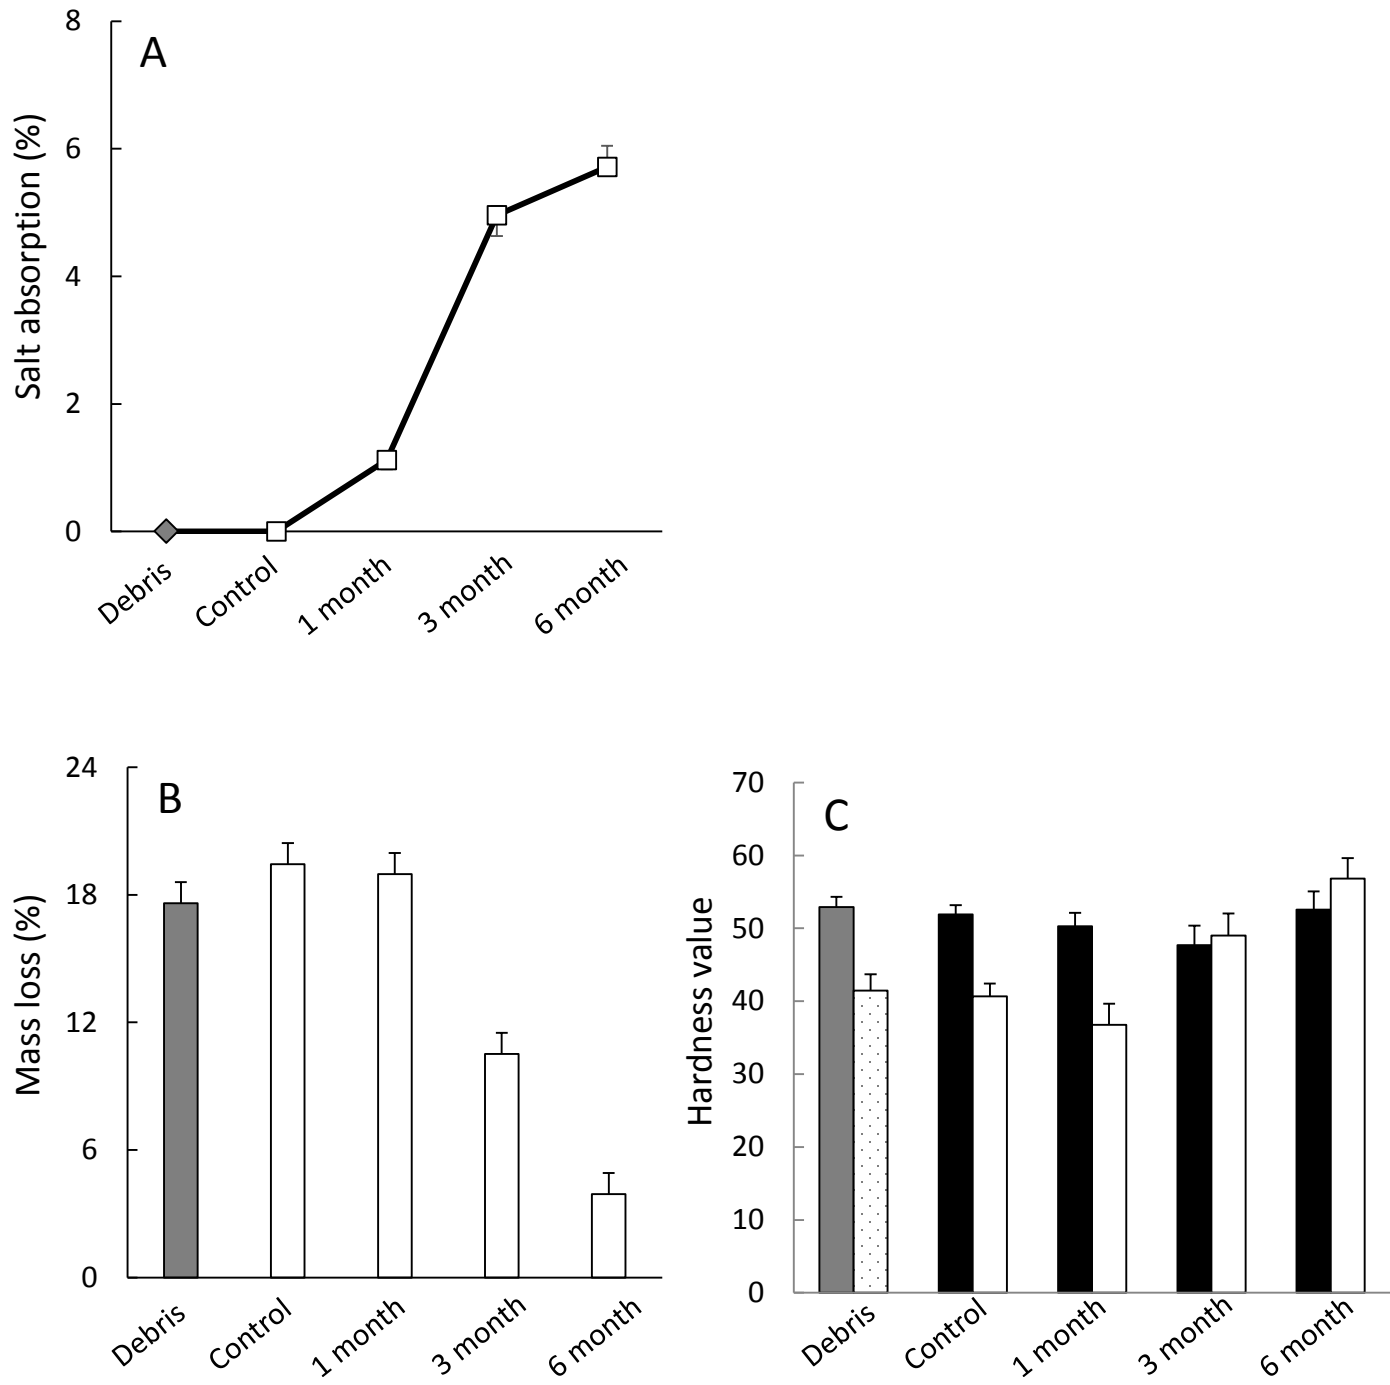 A
Salt absorption (%)
8
6
4
2
0
Debris
Control
1 month
3 month
6 month
B
Mass loss (%)
24
18
12
6
0
Debris
Control
1 month
3 month
6 month
C
Hardness value
70
60
50
40
30
20
10
0
Debris
Control
1 month
3 month
6 month